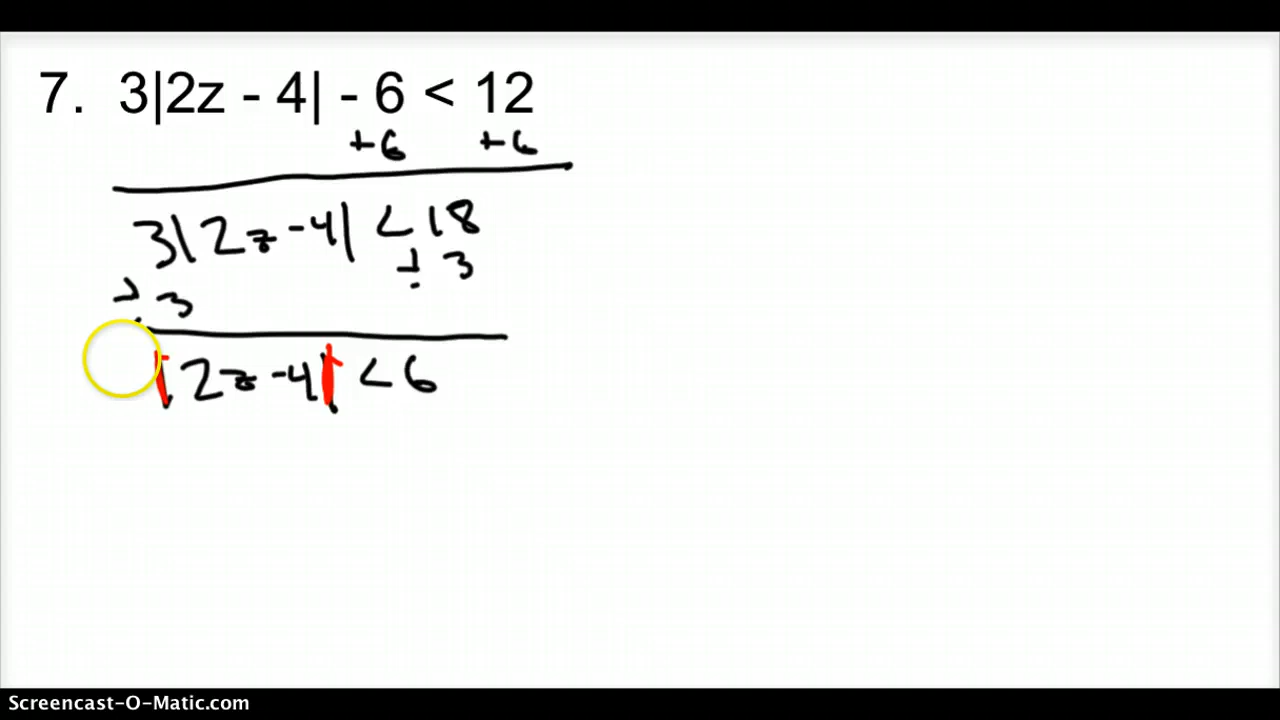 7. 3|2z - 4| - 6 < 12
+6 +6
3|2z-4| <18
÷ 3
÷ 3
|2z-4| <6
Screencast-O-Matic.com